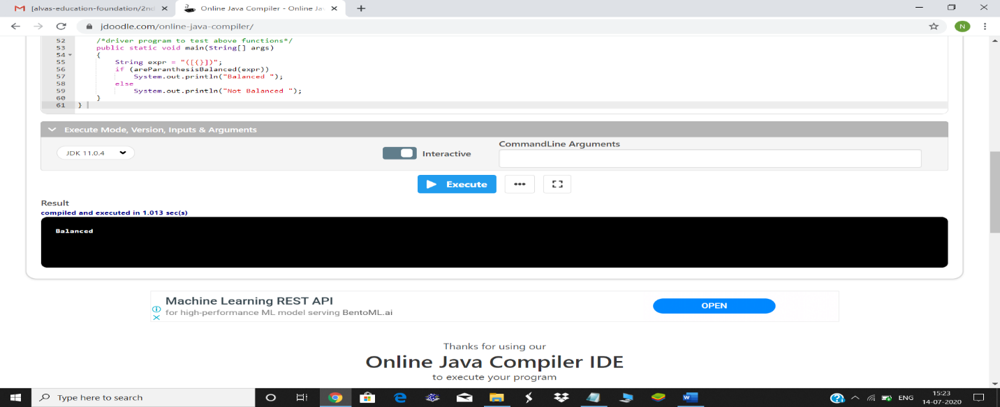 [alvas-education-foundation/2nd
Online Java Compiler - Online Ja
jdoodle.com/online-java-compiler/
N
52 /*driver program to test above functions*/
53 public static void main(String[] args)
54 {
55 String expr = "([{}])";
56 if (areParanthesisBalanced(expr))
57 System.out.println("Balanced ");
58 else
59 System.out.println("Not Balanced ");
60 }
61 }
Execute Mode, Version, Inputs & Arguments
JDK 11.0.4
Interactive
CommandLine Arguments
Execute
Result
compiled and executed in 1.013 sec(s)
Balanced
Machine Learning REST API
for high-performance ML model serving BentoML.ai
OPEN
Thanks for using our
Online Java Compiler IDE
to execute your program
Type here to search
ENG
15:23
14-07-2020